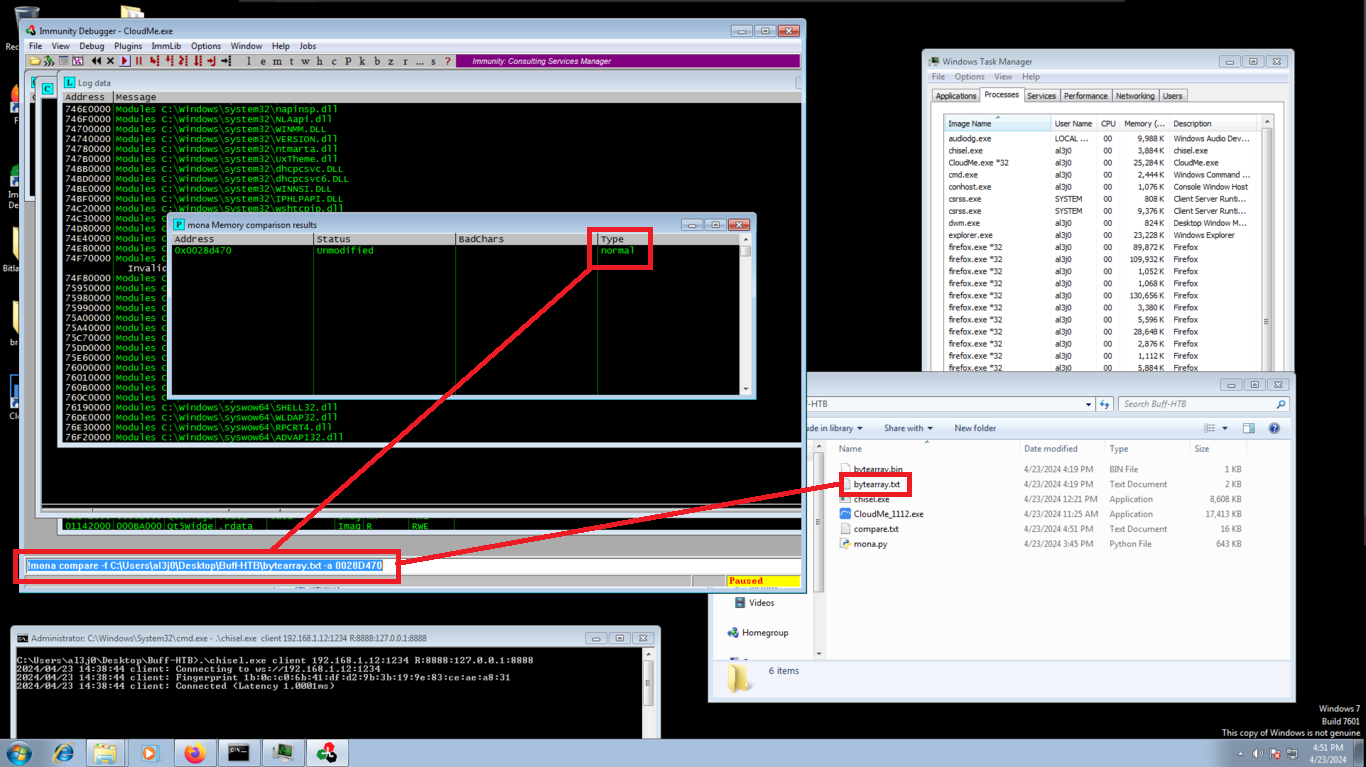 Immunity Debugger - CloudMe.exe
File View Debug Plugins ImmLib Options Window Help Jobs
l e m t w h c P k b z r ... s ?
Immunity: Consulting Services Manager
Log data
Address Message
746E0000 Modules C:\Windows\system32\napinsp.dll
746F0000 Modules C:\Windows\system32\NLAapi.dll
74700000 Modules C:\Windows\system32\WINMM.DLL
74740000 Modules C:\Windows\system32\VERSION.dll
74780000 Modules C:\Windows\system32\ntmarta.dll
747B0000 Modules C:\Windows\system32\UxTheme.dll
74BB0000 Modules C:\Windows\system32\dhcpcsvc.DLL
74BD0000 Modules C:\Windows\system32\dhcpcsvc6.DLL
74BE0000 Modules C:\Windows\system32\WINNSI.DLL
74BF0000 Modules C:\Windows\system32\IPHLPAPI.DLL
74C20000 Modules C:\Windows\system32\wshtcpip.dll
74C30000 Modules C
74D80000 Modules C
74E40000 Modules C
74E80000 Modules C
74F70000 Modules C
Invalid
74F80000 Modules C
75950000 Modules C
75980000 Modules C
75990000 Modules C
75A00000 Modules C
75A40000 Modules C
75C70000 Modules C
75DD0000 Modules C
75E60000 Modules C
76000000 Modules C
76010000 Modules C
760B0000 Modules C
760C0000 Modules C
76190000 Modules C:\Windows\syswow64\SHELL32.dll
76DE0000 Modules C:\Windows\syswow64\WLDAP32.dll
76E30000 Modules C:\Windows\syswow64\RPCRT4.dll
76F20000 Modules C:\Windows\syswow64\ADVAPI32.dll
mona Memory comparison results
Address Status BadChars Type
0x0028d470 Unmodified normal
01142000 000BA000 Qt5Widge .rdata Imag R RWE
!mona compare -f C:\Users\al3j0\Desktop\Buff-HTB\bytearray.txt -a 0028D470
Paused
Windows Task Manager
File Options View Help
Applications Processes Services Performance Networking Users
Image Name User Name CPU Memory (... Description
audiodg.exe LOCAL ... 00 9,988 K Windows Audio Dev...
chisel.exe al3j0 00 3,884 K chisel.exe
CloudMe.exe *32 al3j0 00 25,284 K CloudMe.exe
cmd.exe al3j0 00 2,444 K Windows Command ...
conhost.exe al3j0 00 1,076 K Console Window Host
csrss.exe SYSTEM 00 808 K Client Server Runti...
csrss.exe SYSTEM 00 9,376 K Client Server Runti...
dwm.exe al3j0 00 824 K Desktop Window M...
explorer.exe al3j0 00 23,228 K Windows Explorer
firefox.exe *32 al3j0 00 89,872 K Firefox
firefox.exe *32 al3j0 00 109,932 K Firefox
firefox.exe *32 al3j0 00 1,052 K Firefox
firefox.exe *32 al3j0 00 1,068 K Firefox
firefox.exe *32 al3j0 00 130,656 K Firefox
firefox.exe *32 al3j0 00 3,380 K Firefox
firefox.exe *32 al3j0 00 5,596 K Firefox
firefox.exe *32 al3j0 00 28,648 K Firefox
firefox.exe *32 al3j0 00 2,876 K Firefox
firefox.exe *32 al3j0 00 1,112 K Firefox
firefox.exe *32 al3j0 00 5,884 K Firefox
-HTB Search Buff-HTB
ude in library Share with New folder
Name Date modified Type Size
bytearray.bin 4/23/2024 4:19 PM BIN File 1 KB
bytearray.txt 4/23/2024 4:19 PM Text Document 2 KB
chisel.exe 4/23/2024 12:21 PM Application 8,608 KB
CloudMe_1112.exe 4/23/2024 11:25 AM Application 17,413 KB
compare.txt 4/23/2024 4:51 PM Text Document 16 KB
mona.py 4/23/2024 3:45 PM Python File 643 KB
Videos
Homegroup
6 items
Administrator: C:\Windows\System32\cmd.exe - .\chisel.exe client 192.168.1.12:1234 R:8888:127.0.0.1:8888
C:\Users\al3j0\Desktop\Buff-HTB>.\chisel.exe client 192.168.1.12:1234 R:8888:127.0.0.1:8888
2024/04/23 14:38:44 client: Connecting to ws://192.168.1.12:1234
2024/04/23 14:38:44 client: Fingerprint 1b:0c:c0:6b:41:df:d2:9b:3b:19:9e:83:ce:ae:a8:31
2024/04/23 14:38:44 client: Connected (Latency 1.0001ms)
Windows 7
Build 7601
This copy of Windows is not genuine
4:51 PM
4/23/2024